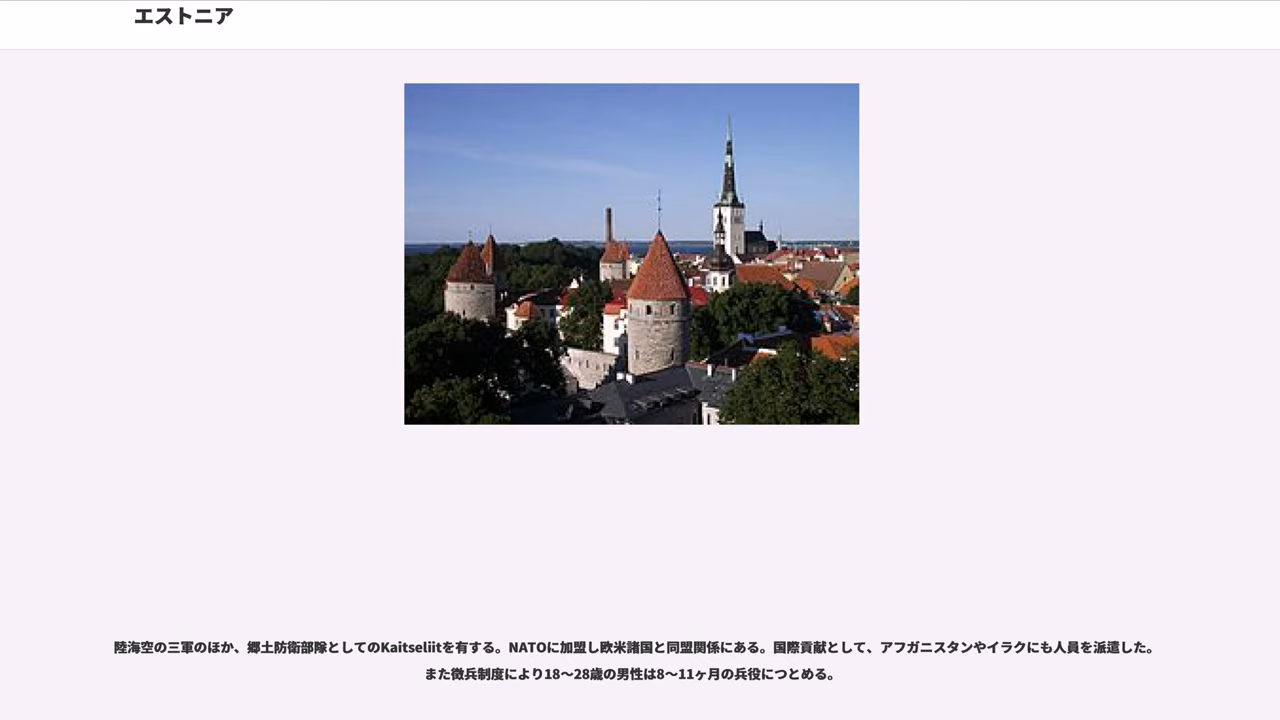 エストニア
陸海空の三軍のほか、郷土防衛部隊としてのKaitseliitを有する。NATOに加盟し欧米諸国と同盟関係にある。国際貢献として、アフガニスタンやイラクにも人員を派遣した。
また徴兵制度により18〜28歳の男性は8〜11ヶ月の兵役につとめる。